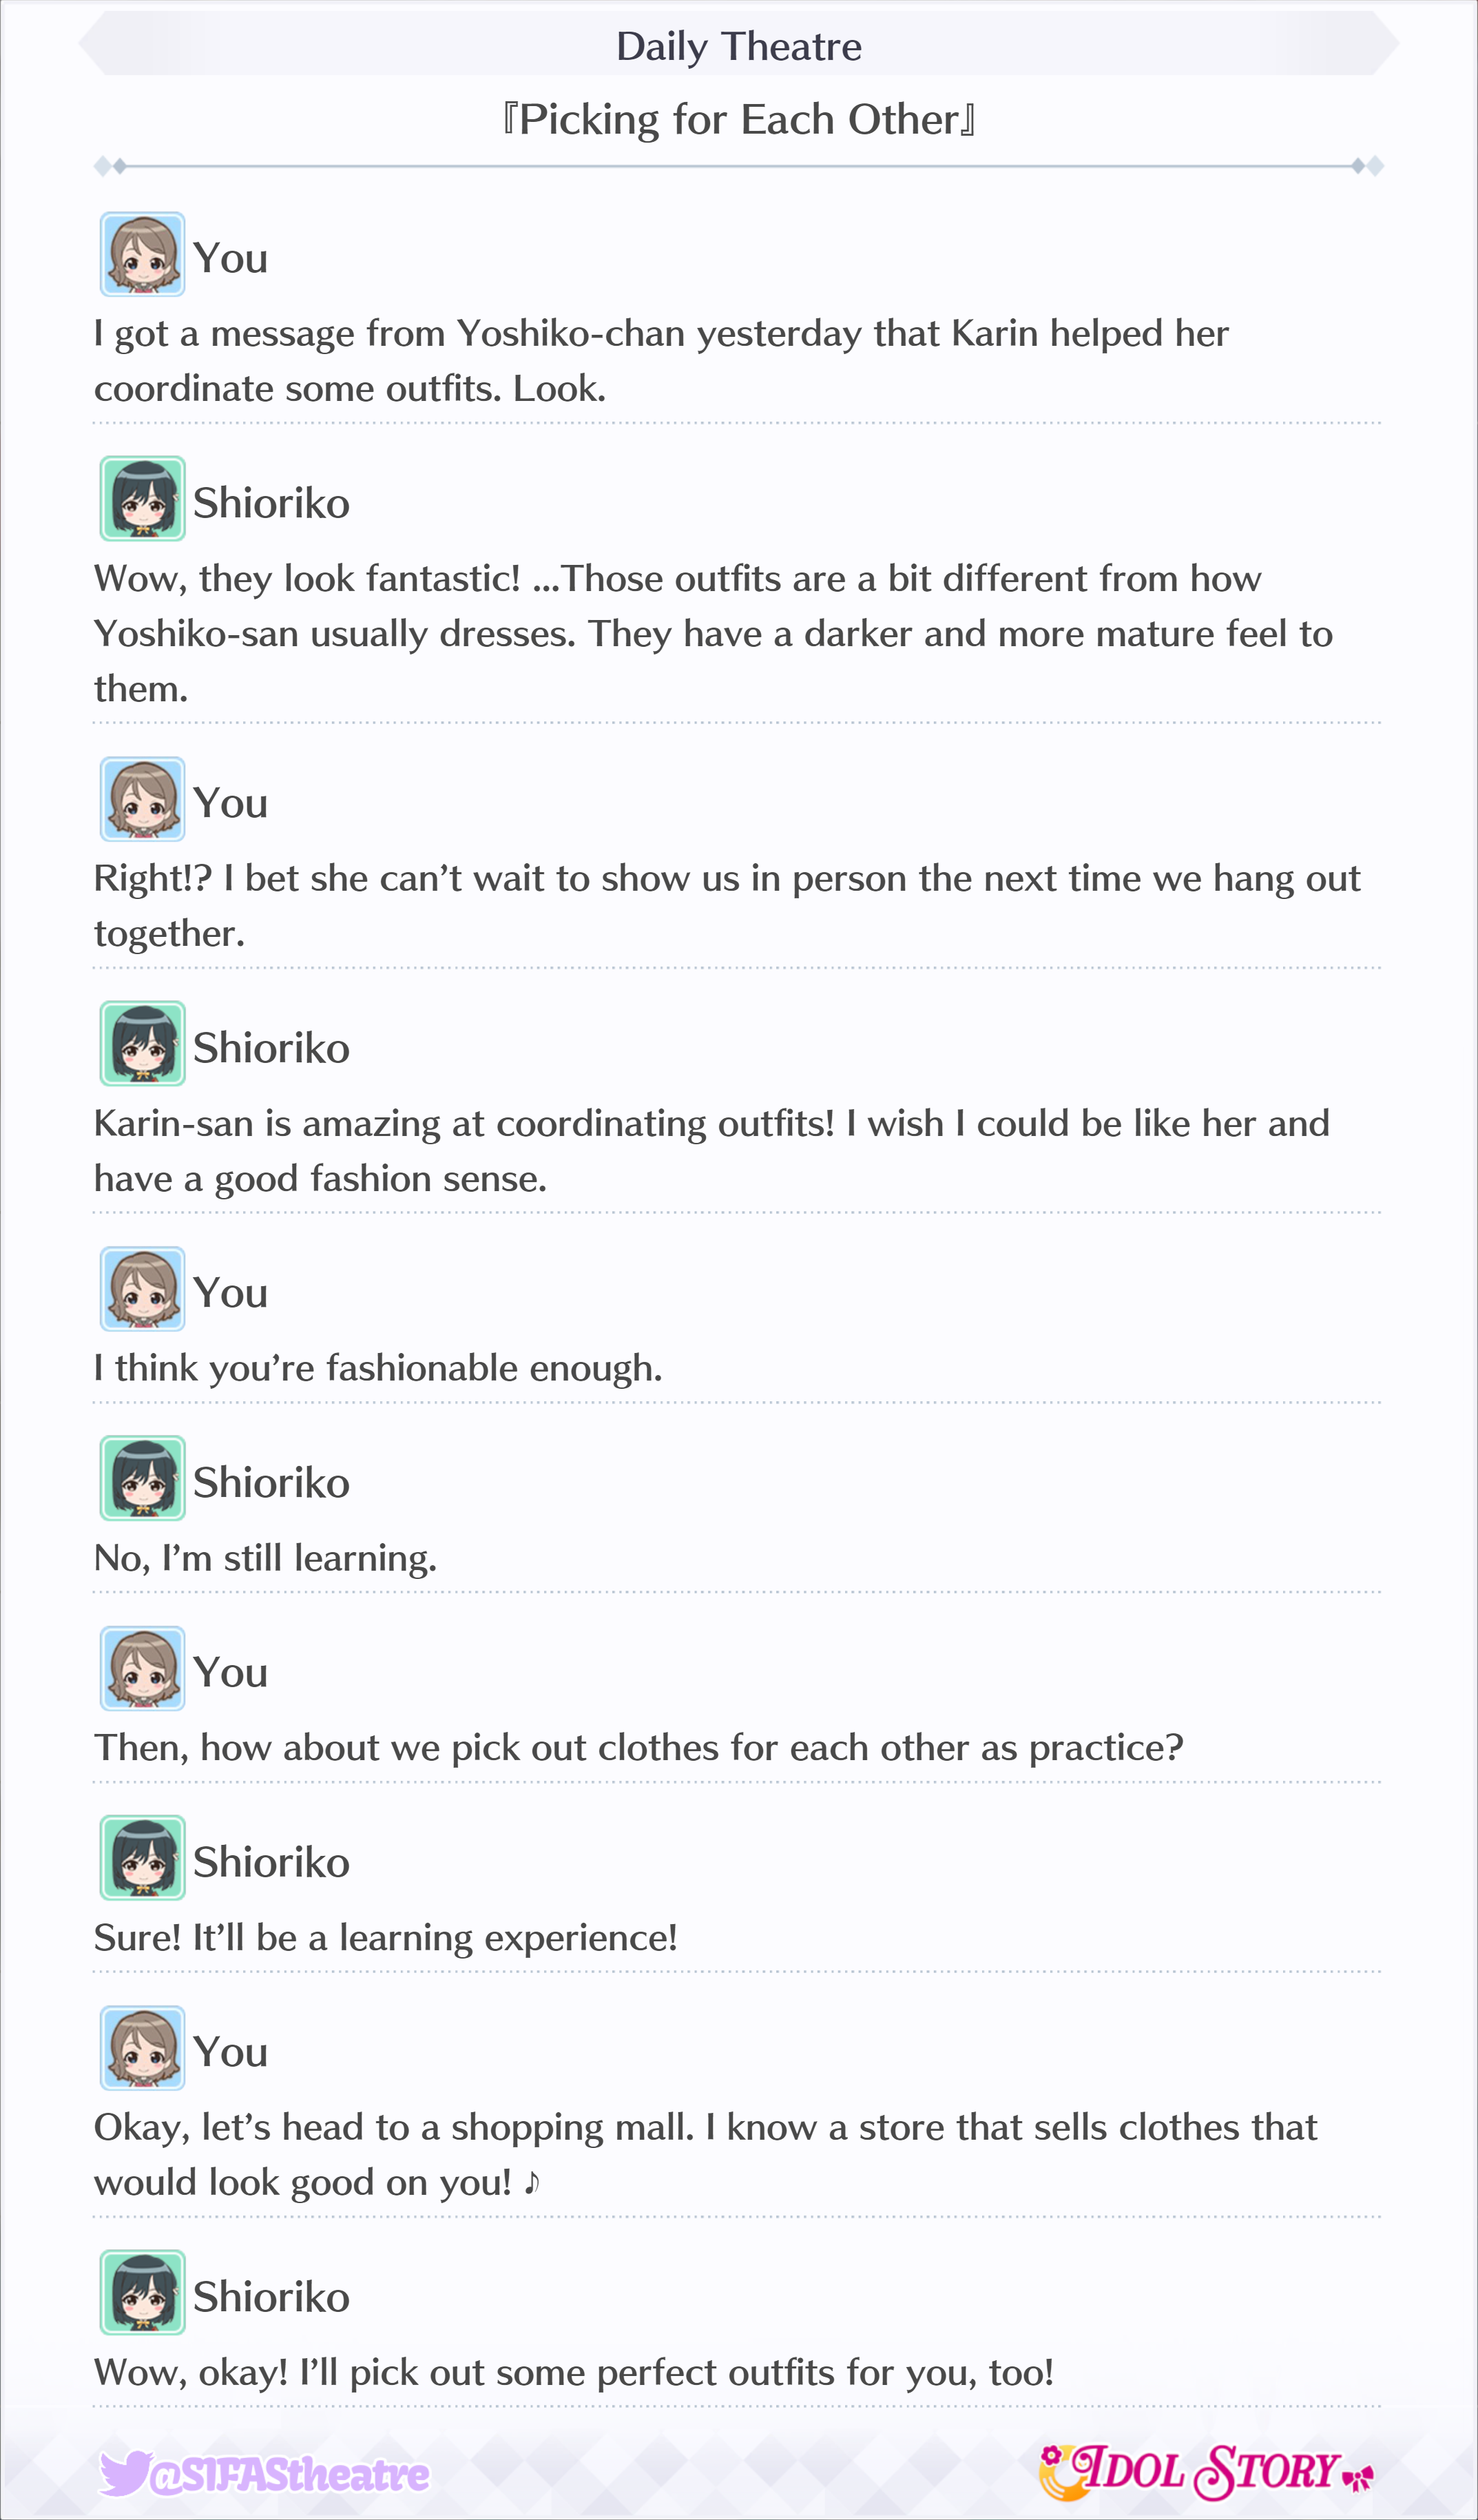 Daily Theatre
『Picking for Each Other』
You
I got a message from Yoshiko-chan yesterday that Karin helped her
coordinate some outfits. Look.
Shioriko
Wow, they look fantastic! ...Those outfits are a bit different from how
Yoshiko-san usually dresses. They have a darker and more mature feel to
them.
You
Right!? I bet she can’t wait to show us in person the next time we hang out
together.
Shioriko
Karin-san is amazing at coordinating outfits! I wish I could be like her and
have a good fashion sense.
You
I think you’re fashionable enough.
Shioriko
No, I’m still learning.
You
Then, how about we pick out clothes for each other as practice?
Shioriko
Sure! It’ll be a learning experience!
You
Okay, let’s head to a shopping mall. I know a store that sells clothes that
would look good on you! ♪
Shioriko
Wow, okay! I’ll pick out some perfect outfits for you, too!
@SIFAStheatre
IDOL STORY